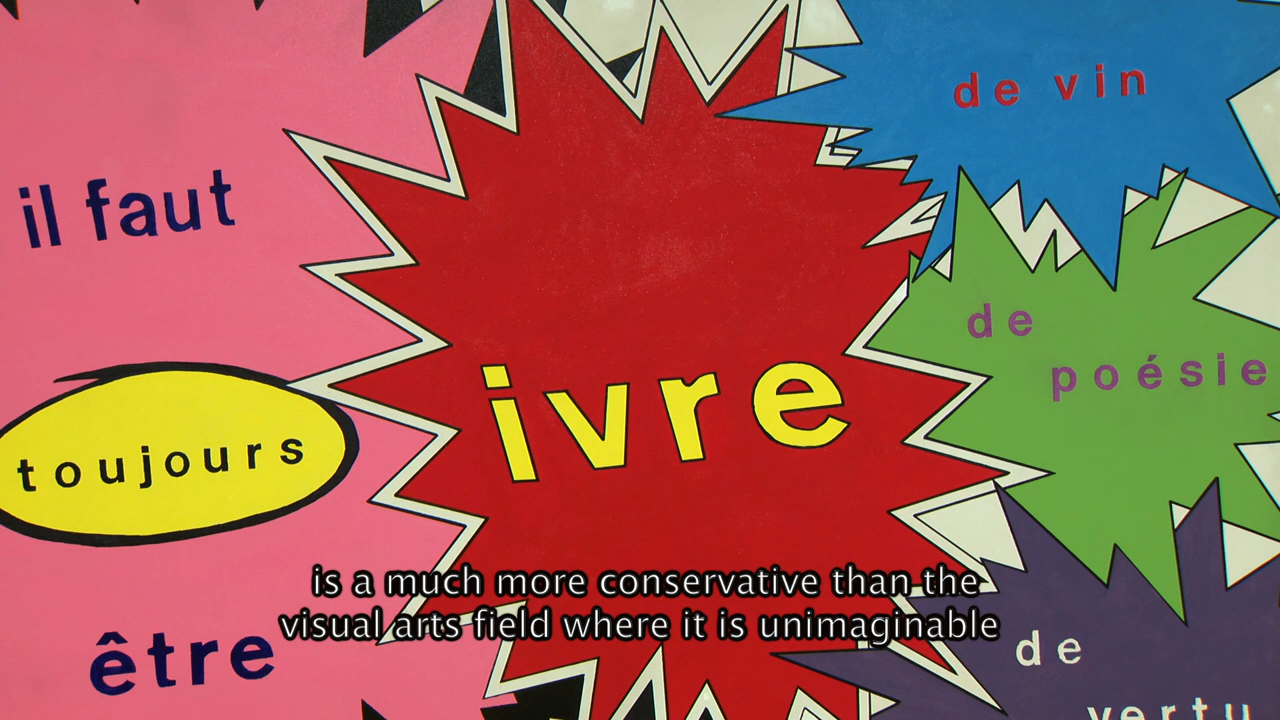 il faut
toujours
être
ivre
de vin
de
poésie
de
vertu
is a much more conservative than the
visual arts field where it is unimaginable